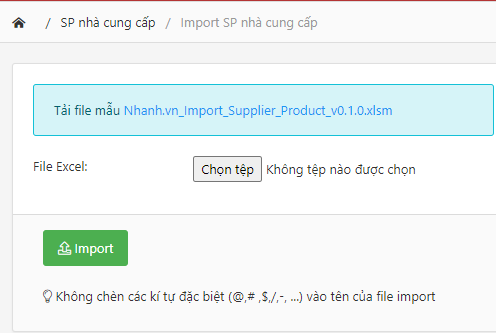 / SP nhà cung cấp / Import SP nhà cung cấp
Tải file mẫu Nhanh.vn_Import_Supplier_Product_v0.1.0.xlsm
File Excel: Chọn tệp Không tệp nào được chọn
Import
Không chèn các kí tự đặc biệt (@,# ,$,/,-, ...) vào tên của file import